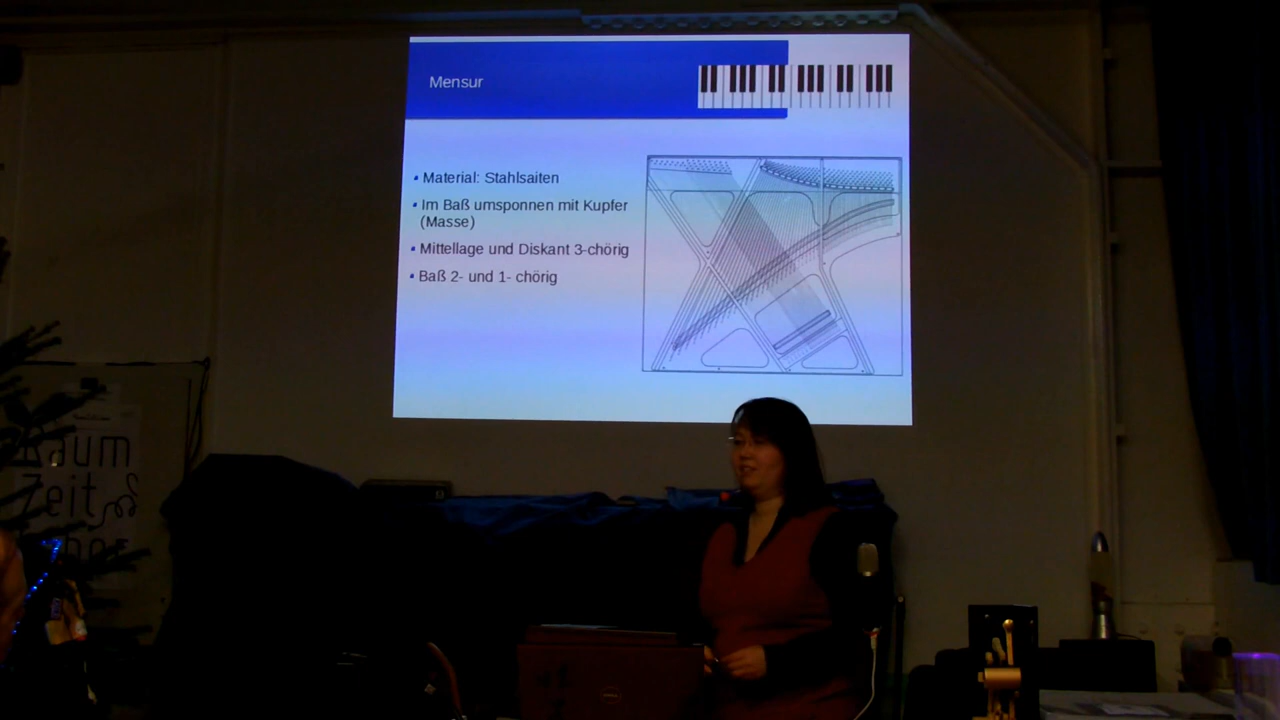 Mensur
Material: Stahlsaiten
Im Baß umsponnen mit Kupfer
(Masse)
Mittellage und Diskant 3-chörig
Baß 2- und 1- chörig
Raum
Zeit